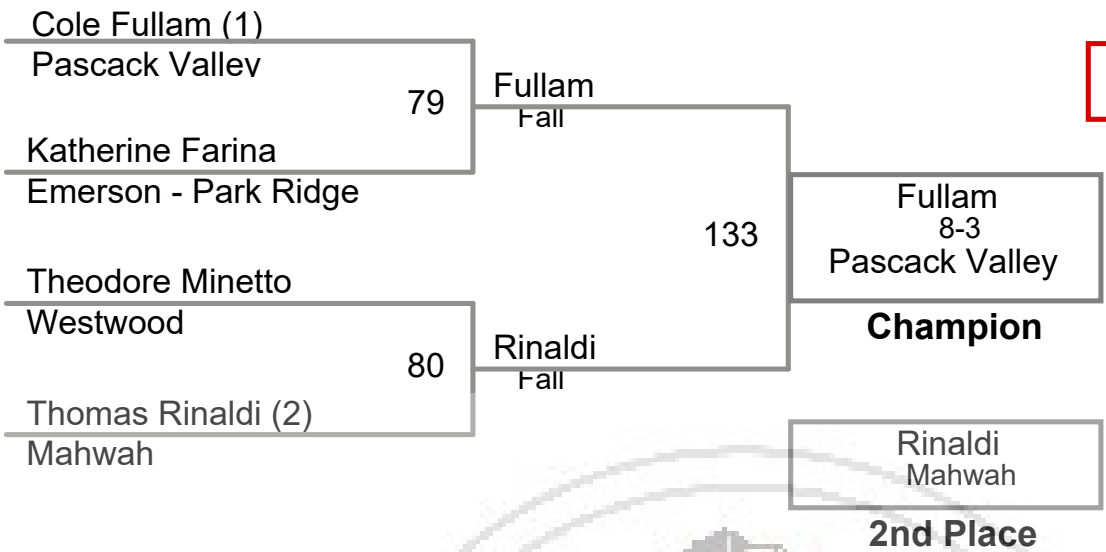 Cole Fullam (1)
Pascack Valley
79
Fullam
Fall
Katherine Farina
Emerson - Park Ridge
133
Fullam
8-3
Pascack Valley
Champion
Theodore Minetto
Westwood
80
Rinaldi
Fall
Thomas Rinaldi (2)
Mahwah
Rinaldi
Mahwah
2nd Place